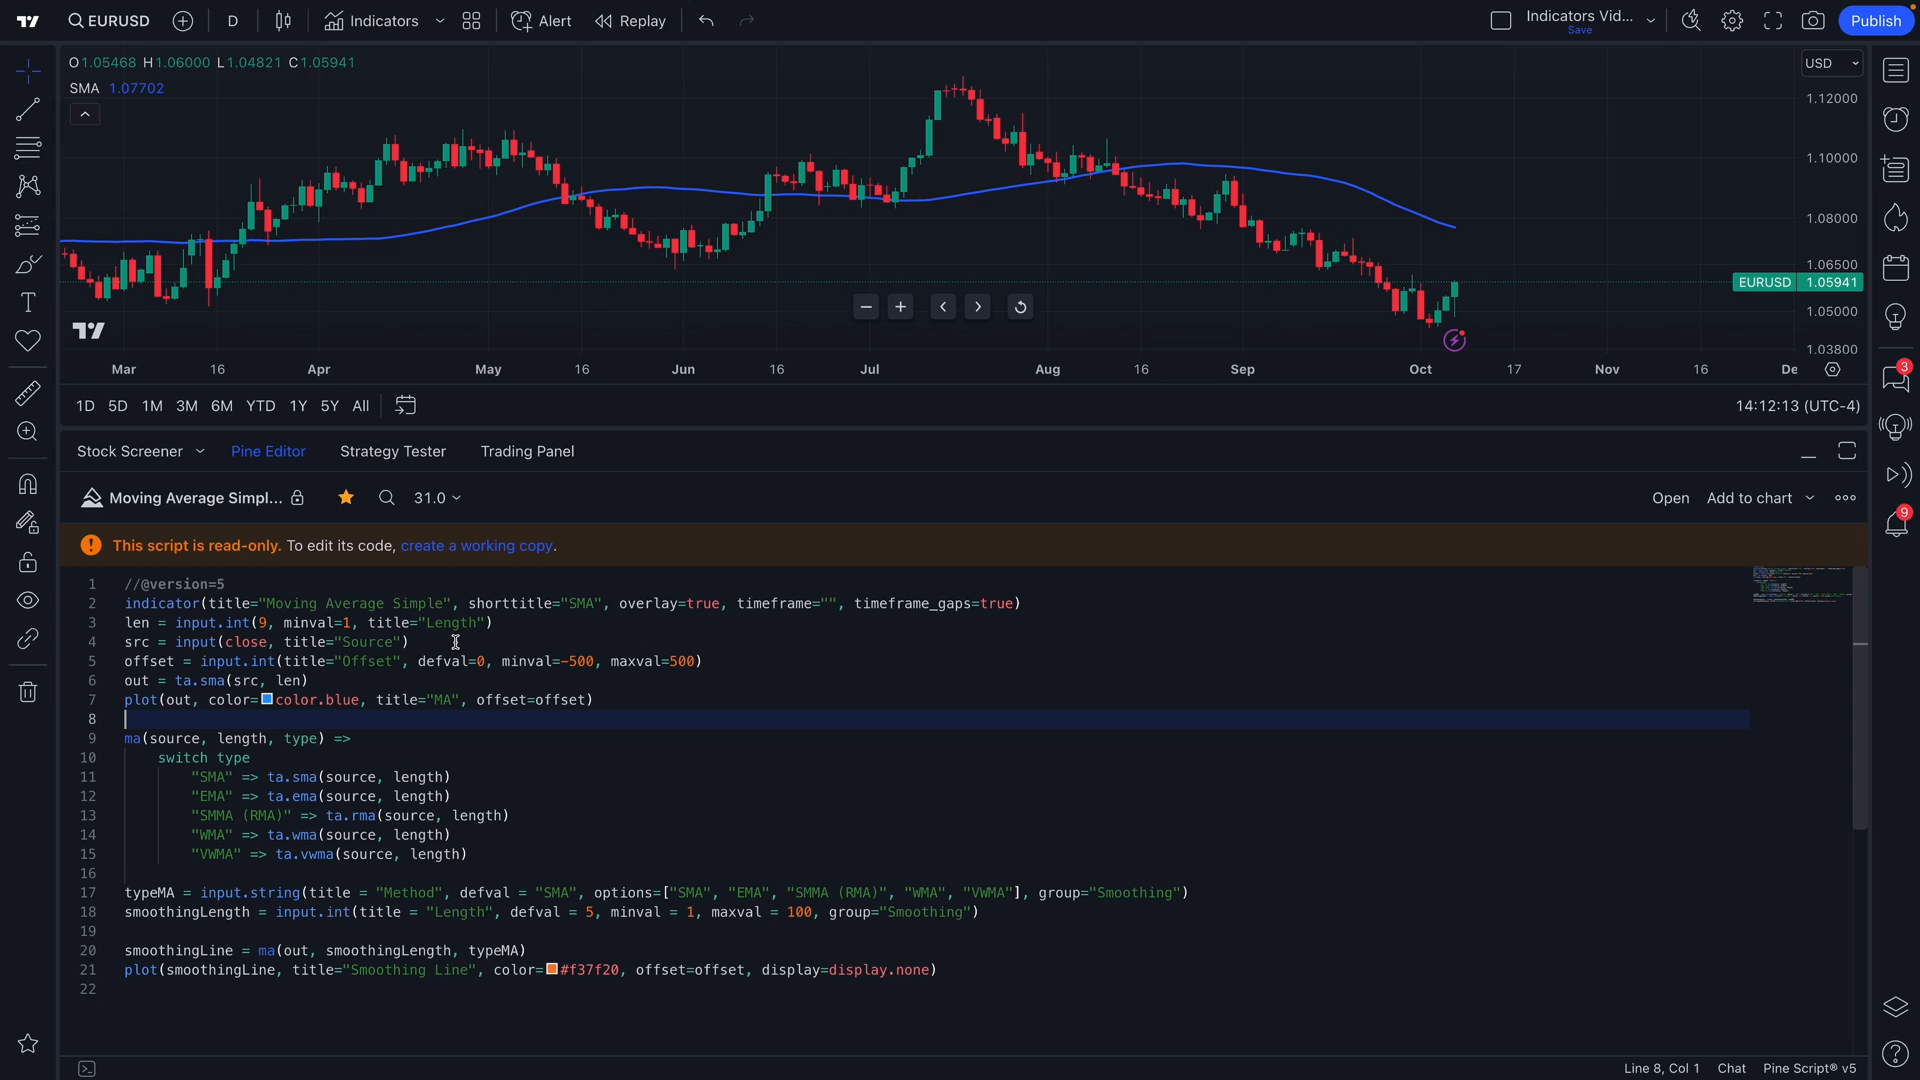 EURUSD D Indicators Alert Replay Indicators Vid... Publish
Save
O1.05468 H1.06000 L1.04821 C1.05941 USD
SMA 1.07702
1.12000
1.10000
1.08000
1.06500
EURUSD 1.05941
1.05000
1.03800
Mar 16 Apr May 16 Jun 16 Jul Aug 16 Sep Oct 17 Nov 16 De
1D 5D 1M 3M 6M YTD 1Y 5Y All 14:12:13 (UTC-4)
3
Stock Screener Pine Editor Strategy Tester Trading Panel
Moving Average Simpl... 31.0 Open Add to chart
9
This script is read-only. To edit its code, create a working copy.
1 //@version=5
2 indicator(title="Moving Average Simple", shorttitle="SMA", overlay=true, timeframe="", timeframe_gaps=true)
3 len = input.int(9, minval=1, title="Length")
4 src = input(close, title="Source")
5 offset = input.int(title="Offset", defval=0, minval=-500, maxval=500)
6 out = ta.sma(src, len)
7 plot(out, color=color.blue, title="MA", offset=offset)
8
9 ma(source, length, type) =>
10 switch type
11 "SMA" => ta.sma(source, length)
12 "EMA" => ta.ema(source, length)
13 "SMMA (RMA)" => ta.rma(source, length)
14 "WMA" => ta.wma(source, length)
15 "VWMA" => ta.vwma(source, length)
16
17 typeMA = input.string(title = "Method", defval = "SMA", options=["SMA", "EMA", "SMMA (RMA)", "WMA", "VWMA"], group="Smoothing")
18 smoothingLength = input.int(title = "Length", defval = 5, minval = 1, maxval = 100, group="Smoothing")
19
20 smoothingLine = ma(out, smoothingLength, typeMA)
21 plot(smoothingLine, title="Smoothing Line", color=#f37f20, offset=offset, display=display.none)
22
Line 8, Col 1 Chat Pine Script® v5